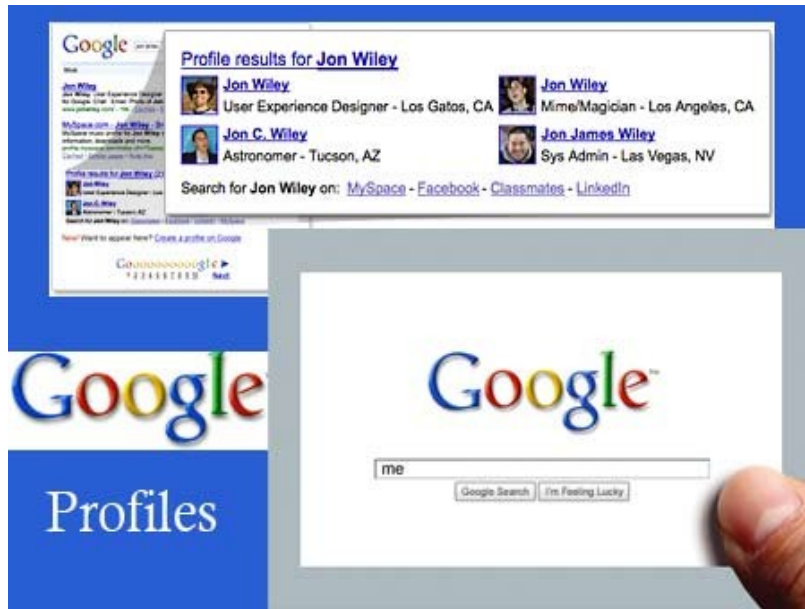 Google
Jon Wiley
Profile results for Jon Wiley
Jon Wiley
User Experience Designer - Los Gatos, CA
Jon Wiley
Mime/Magician - Los Angeles, CA
Jon C. Wiley
Astronomer - Tucson, AZ
Jon James Wiley
Sys Admin - Las Vegas, NV
Search for Jon Wiley on: MySpace - Facebook - Classmates - LinkedIn
New! Want to appear here? Create a profile on Google
Gooooooooogle
Next
Google
Profiles
Google
me
Google Search
I'm Feeling Lucky